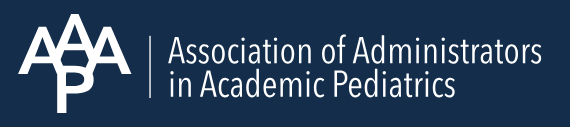 AAAP
Association of Administrators
in Academic Pediatrics